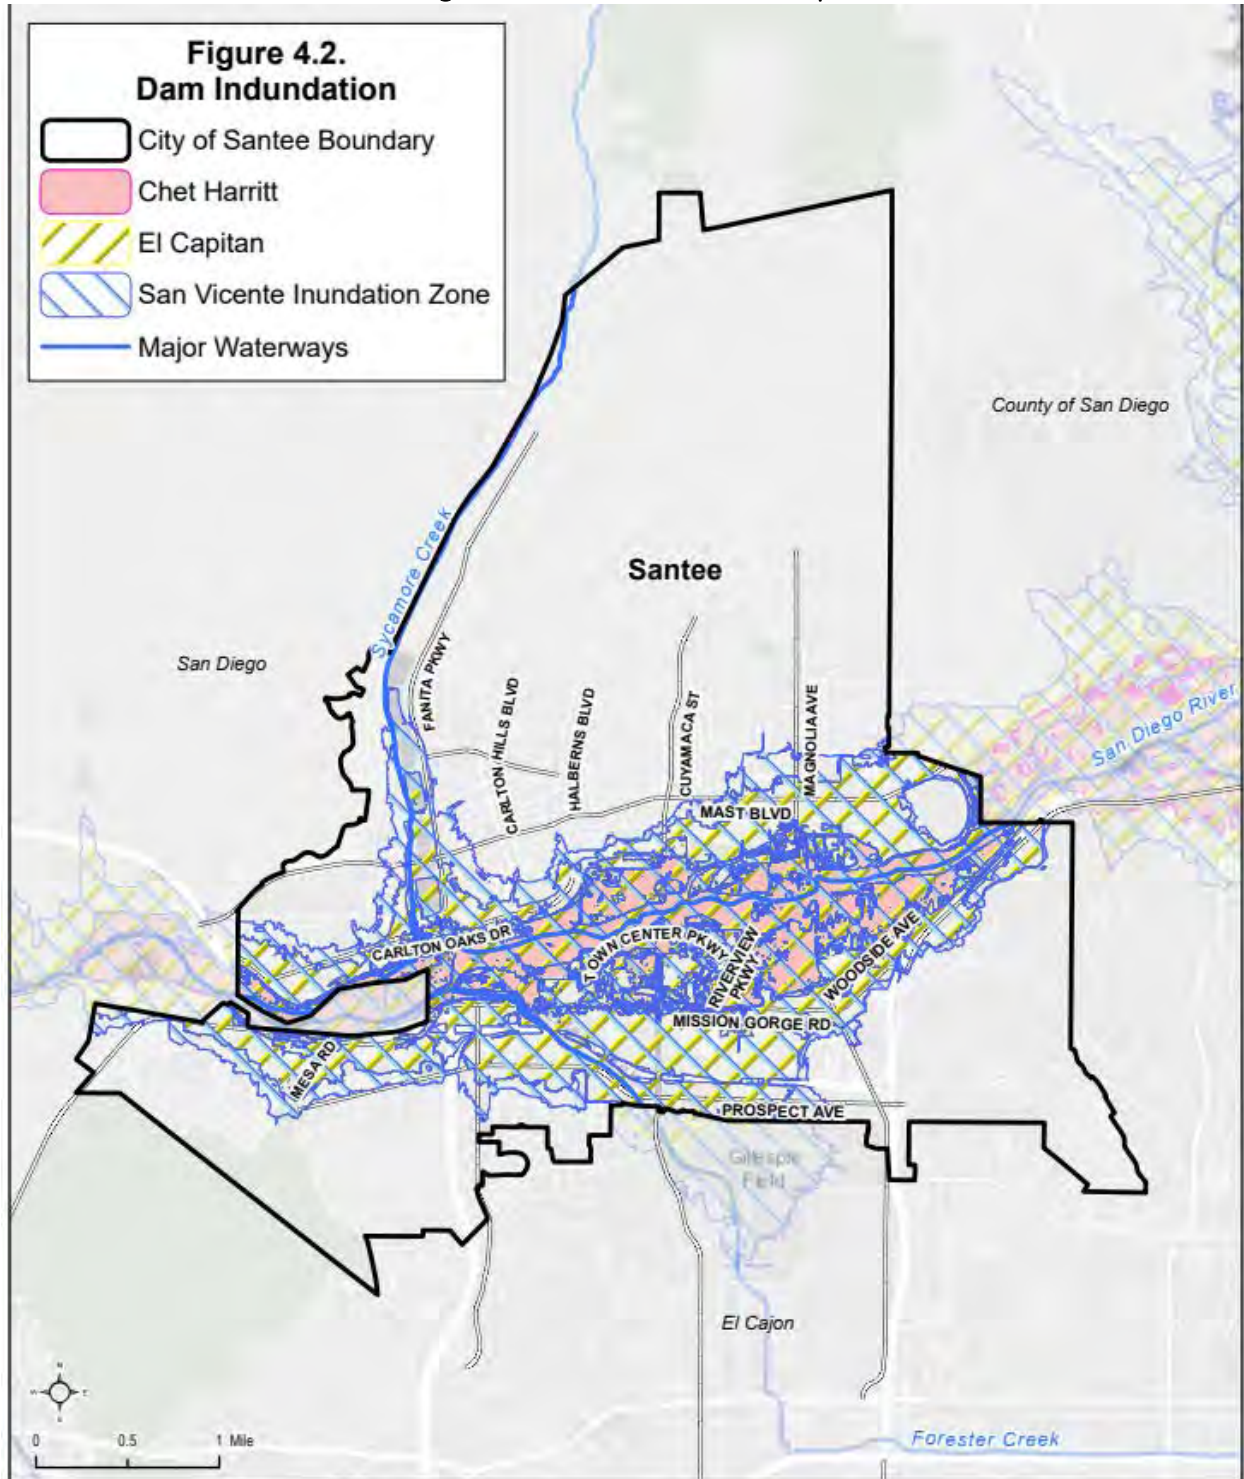 Figure 4.2.
Dam Indundation
City of Santee Boundary
Chet Harritt
El Capitan
San Vicente Inundation Zone
Major Waterways
County of San Diego
Sycamore Creek
Santee
San Diego
FANITA PKWY
CARLTON HILLS BLVD
HALBERNS BLVD
CUYAMACA ST
MAGNOLIA AVE
San Diego River
MAST BLVD
CARLTON OAKS DR
TOWN CENTER PKWY
RIVERVIEW
PKWY
WOODSIDE AVE
MISSION GORGE RD
MESA RD
PROSPECT AVE
Gillespie
Field
El Cajon
N
W
E
S
0 0.5 1 Mile
Forester Creek